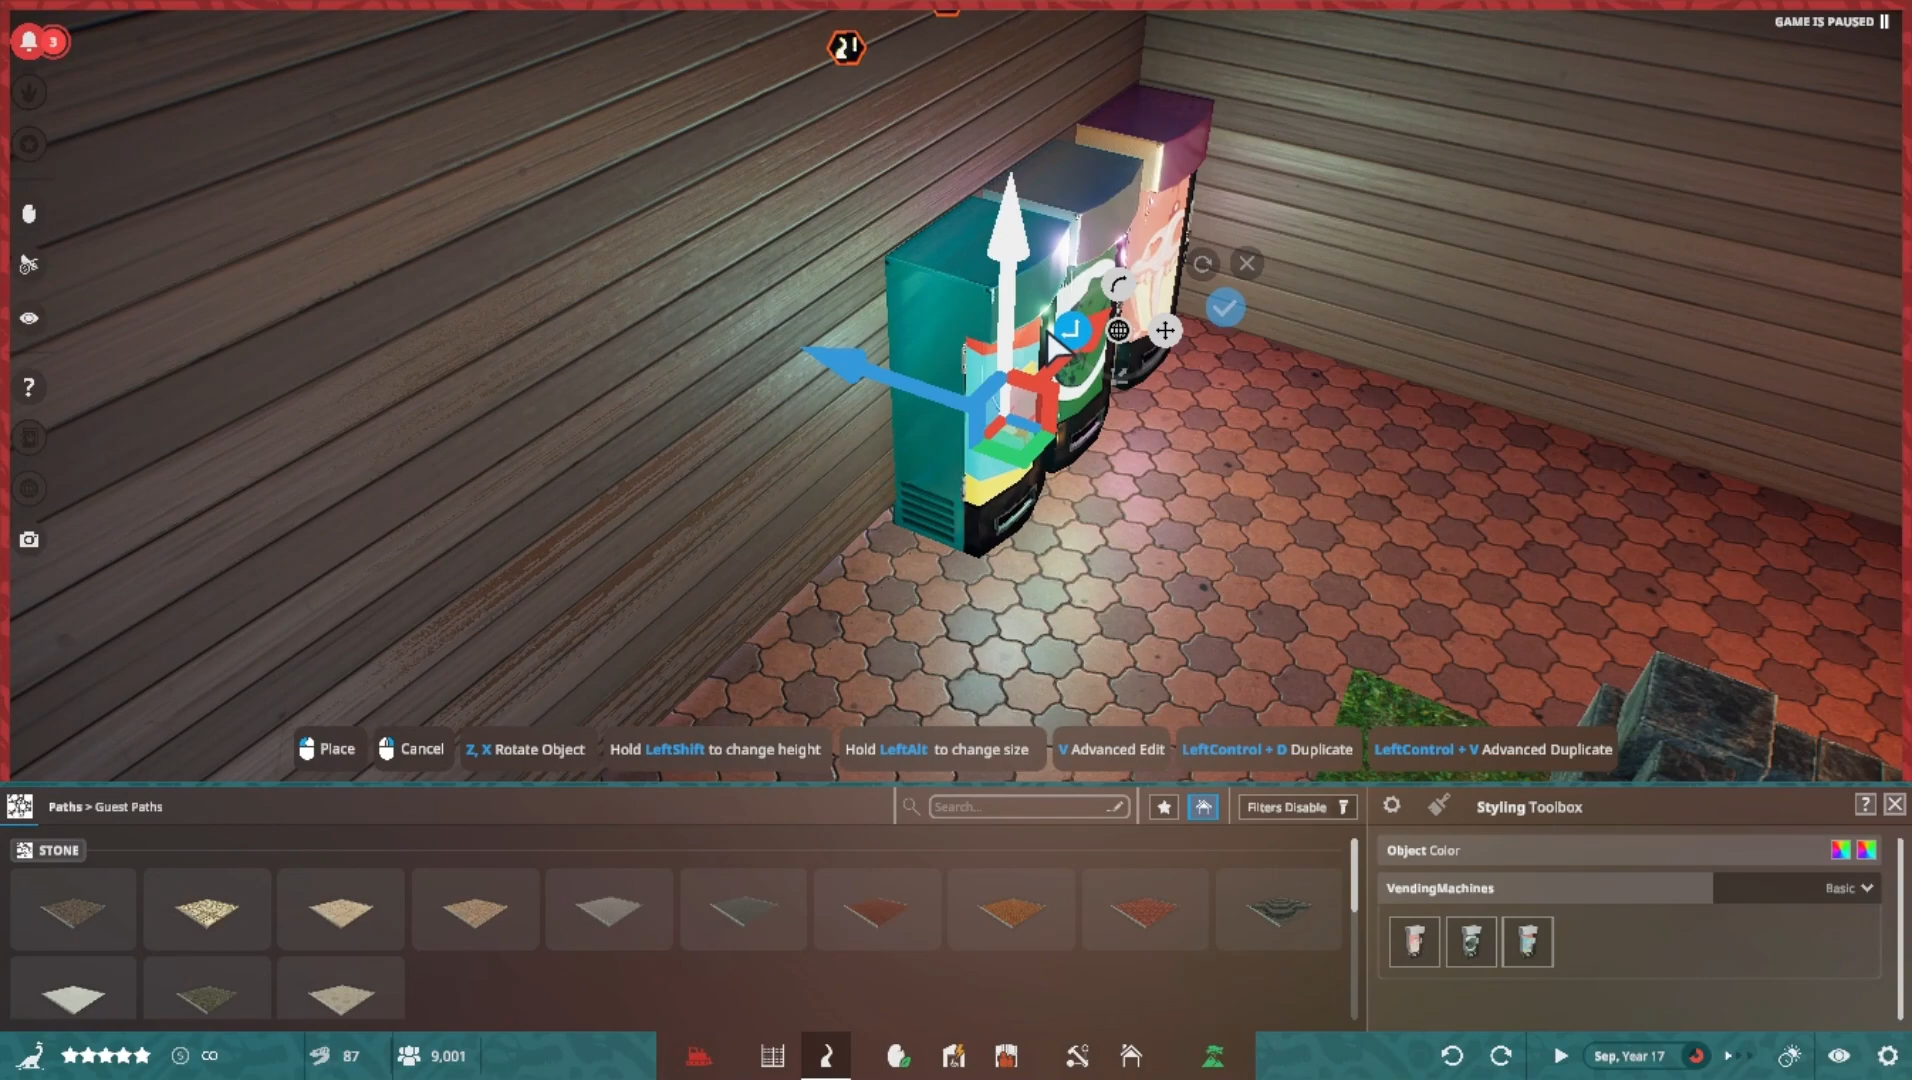 3
21
GAME IS PAUSED
?
Place
Cancel
Z, X Rotate Object
Hold LeftShift to change height
Hold LeftAlt to change size
V Advanced Edit
LeftControl + D Duplicate
LeftControl + V Advanced Duplicate
Paths > Guest Paths
Search...
Filters Disable
Styling Toolbox
?
STONE
Object Color
VendingMachines
Basic
87
9,001
Sep, Year 17